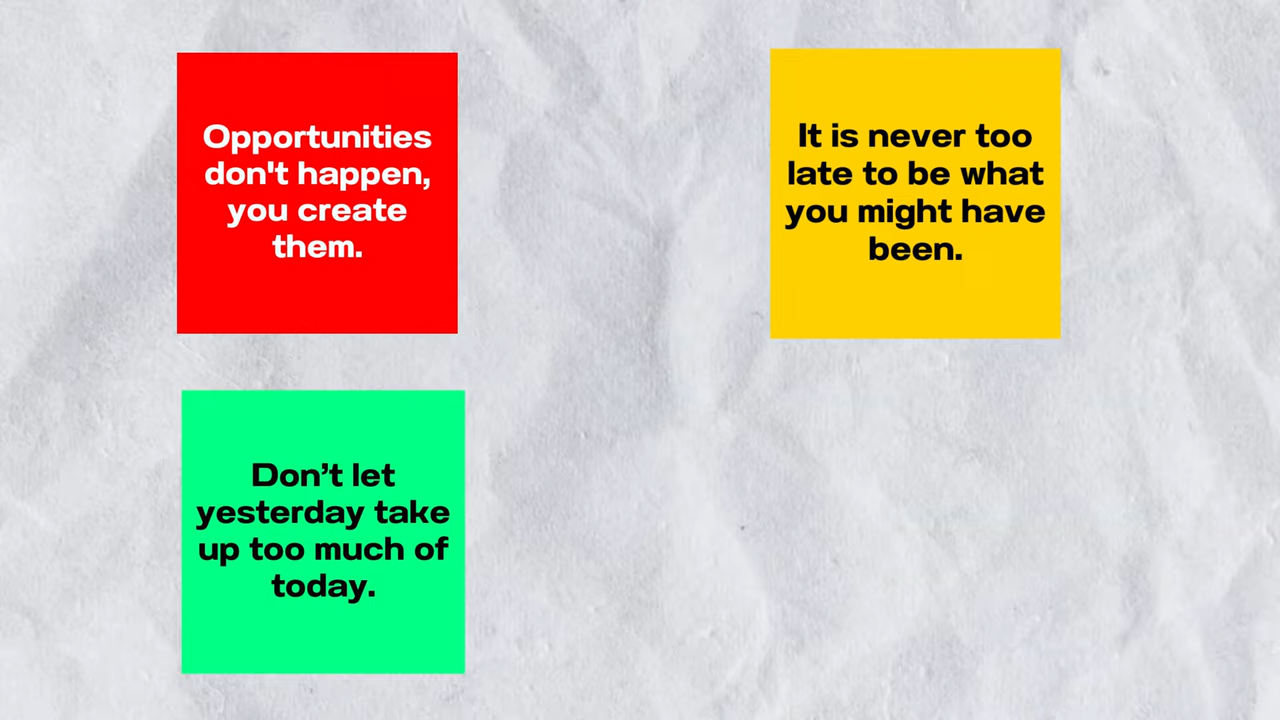 Opportunities
don't happen,
you create
them.
It is never too
late to be what
you might have
been.
Don’t let
yesterday take
up too much of
today.